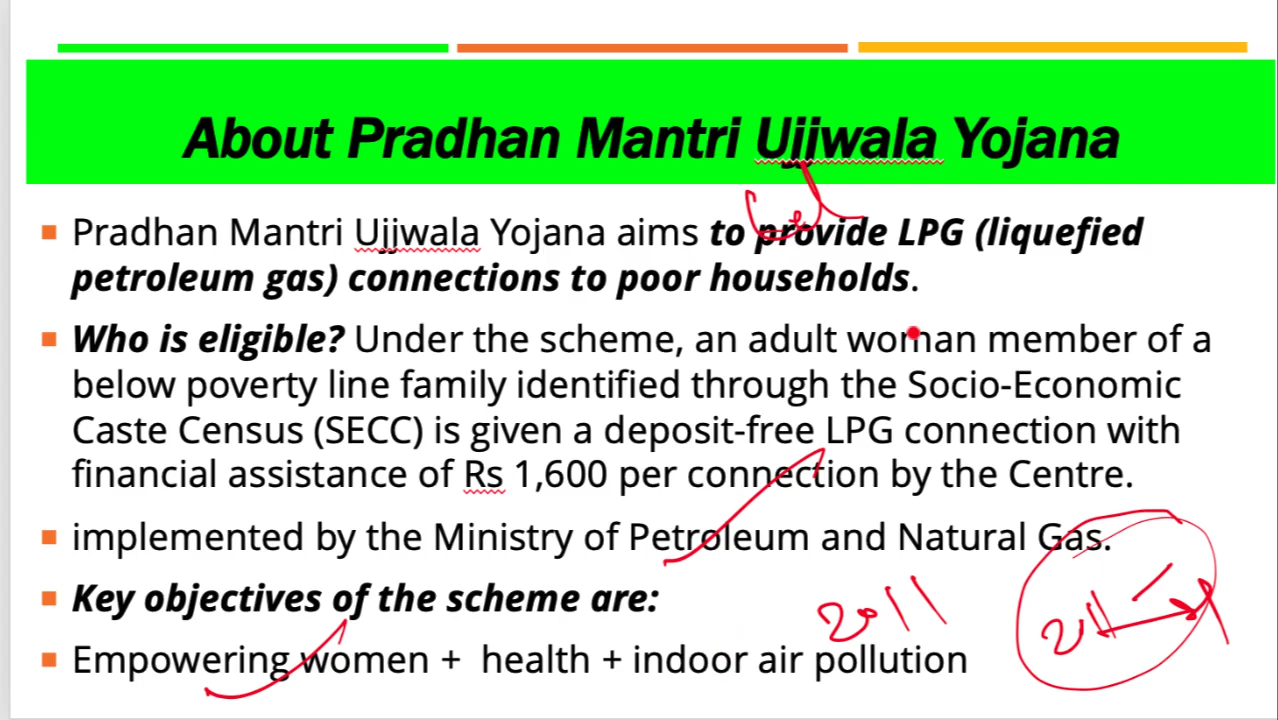 About Pradhan Mantri Ujjwala Yojana
Pradhan Mantri Ujjwala Yojana aims to provide LPG (liquefied
petroleum gas) connections to poor households.
Who is eligible? Under the scheme, an adult woman member of a
below poverty line family identified through the Socio-Economic
Caste Census (SECC) is given a deposit-free LPG connection with
financial assistance of Rs 1,600 per connection by the Centre.
implemented by the Ministry of Petroleum and Natural Gas.
Key objectives of the scheme are:
2011
2011
Empowering women + health + indoor air pollution